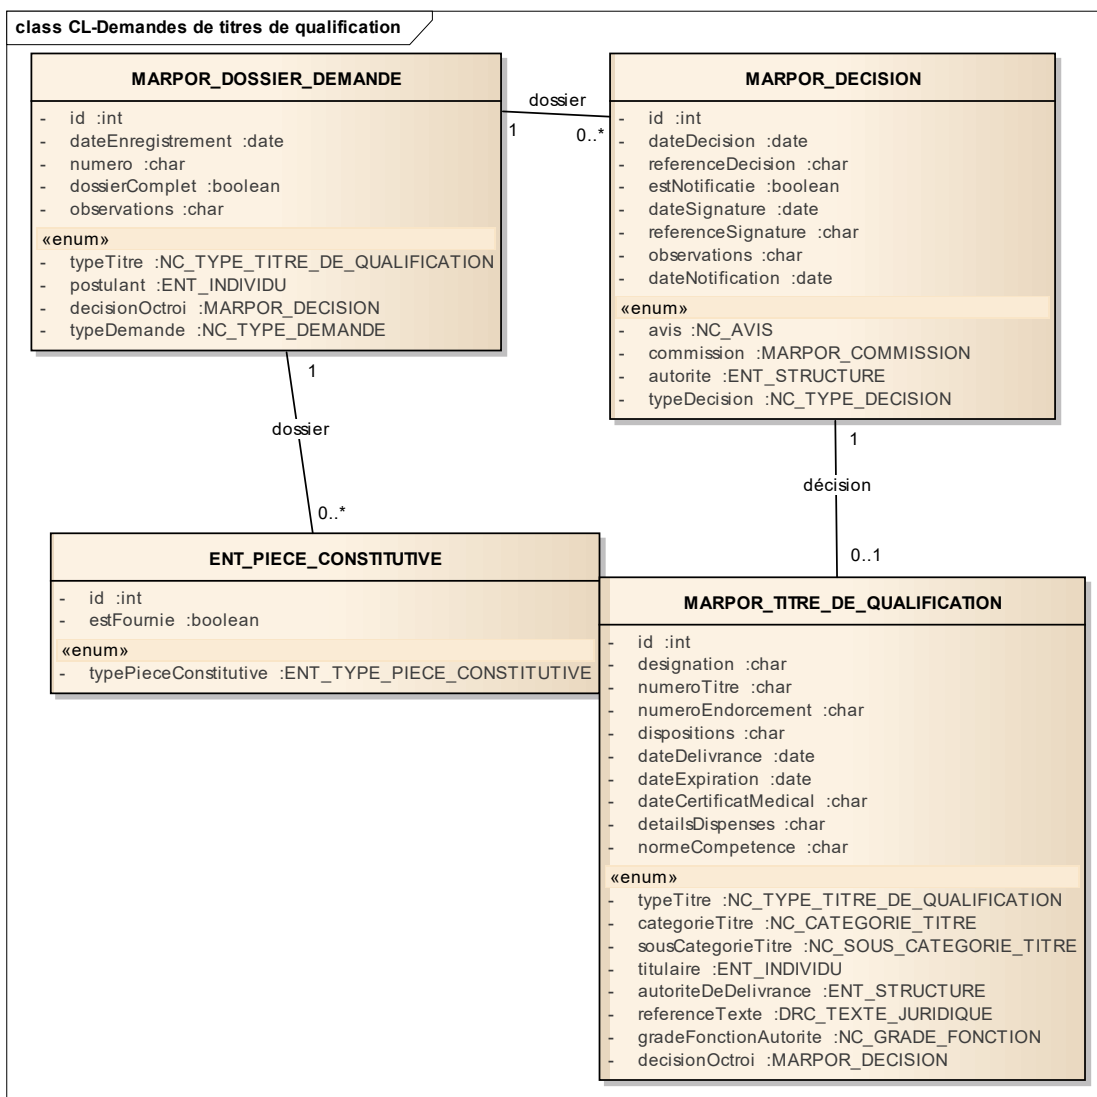 class CL-Demandes de titres de qualification
MARPOR_DOSSIER_DEMANDE
- id :int
- dateEnregistrement :date
- numero :char
- dossierComplet :boolean
- observations :char
«enum»
- typeTitre :NC_TYPE_TITRE_DE_QUALIFICATION
- postulant :ENT_INDIVIDU
- decisionOctroi :MARPOR_DECISION
- typeDemande :NC_TYPE_DEMANDE
dossier
1
0..*
MARPOR_DECISION
- id :int
- dateDecision :date
- referenceDecision :char
- estNotificatie :boolean
- dateSignature :date
- referenceSignature :char
- observations :char
- dateNotification :date
«enum»
- avis :NC_AVIS
- commission :MARPOR_COMMISSION
- autorite :ENT_STRUCTURE
- typeDecision :NC_TYPE_DECISION
1
dossier
0..*
1
décision
0..1
ENT_PIECE_CONSTITUTIVE
- id :int
- estFournie :boolean
«enum»
- typePieceConstitutive :ENT_TYPE_PIECE_CONSTITUTIVE
MARPOR_TITRE_DE_QUALIFICATION
- id :int
- designation :char
- numeroTitre :char
- numeroEndorcement :char
- dispositions :char
- dateDelivrance :date
- dateExpiration :date
- dateCertificatMedical :char
- detailsDispenses :char
- normeCompetence :char
«enum»
- typeTitre :NC_TYPE_TITRE_DE_QUALIFICATION
- categorieTitre :NC_CATEGORIE_TITRE
- sousCategorieTitre :NC_SOUS_CATEGORIE_TITRE
- titulaire :ENT_INDIVIDU
- autoriteDeDelivrance :ENT_STRUCTURE
- referenceTexte :DRC_TEXTE_JURIDIQUE
- gradeFonctionAutorite :NC_GRADE_FONCTION
- decisionOctroi :MARPOR_DECISION